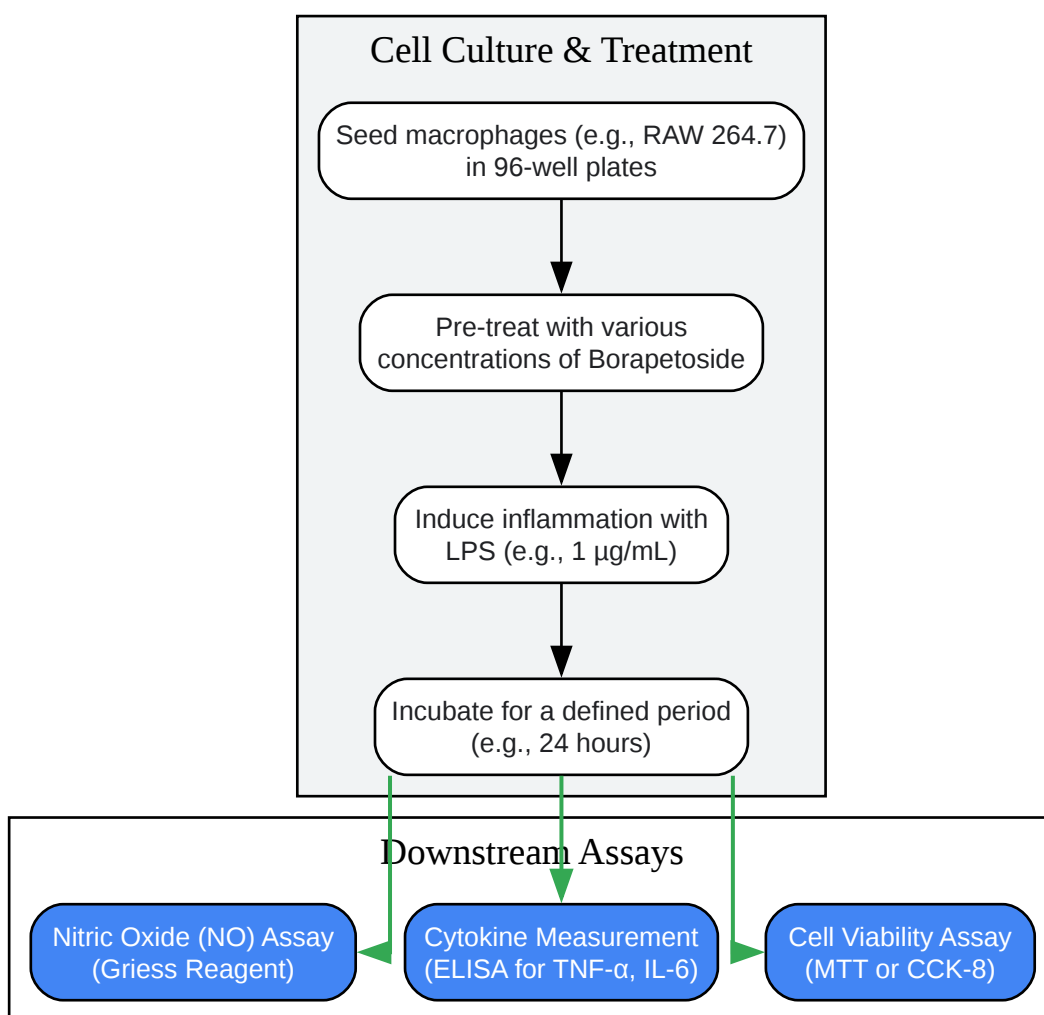 Cell Culture & Treatment
Seed macrophages (e.g., RAW 264.7)
in 96-well plates
Pre-treat with various
concentrations of Borapetoside
Induce inflammation with
LPS (e.g., 1 µg/mL)
Incubate for a defined period
(e.g., 24 hours)
Downstream Assays
Nitric Oxide (NO) Assay
(Griess Reagent)
Cytokine Measurement
(ELISA for TNF-α, IL-6)
Cell Viability Assay
(MTT or CCK-8)